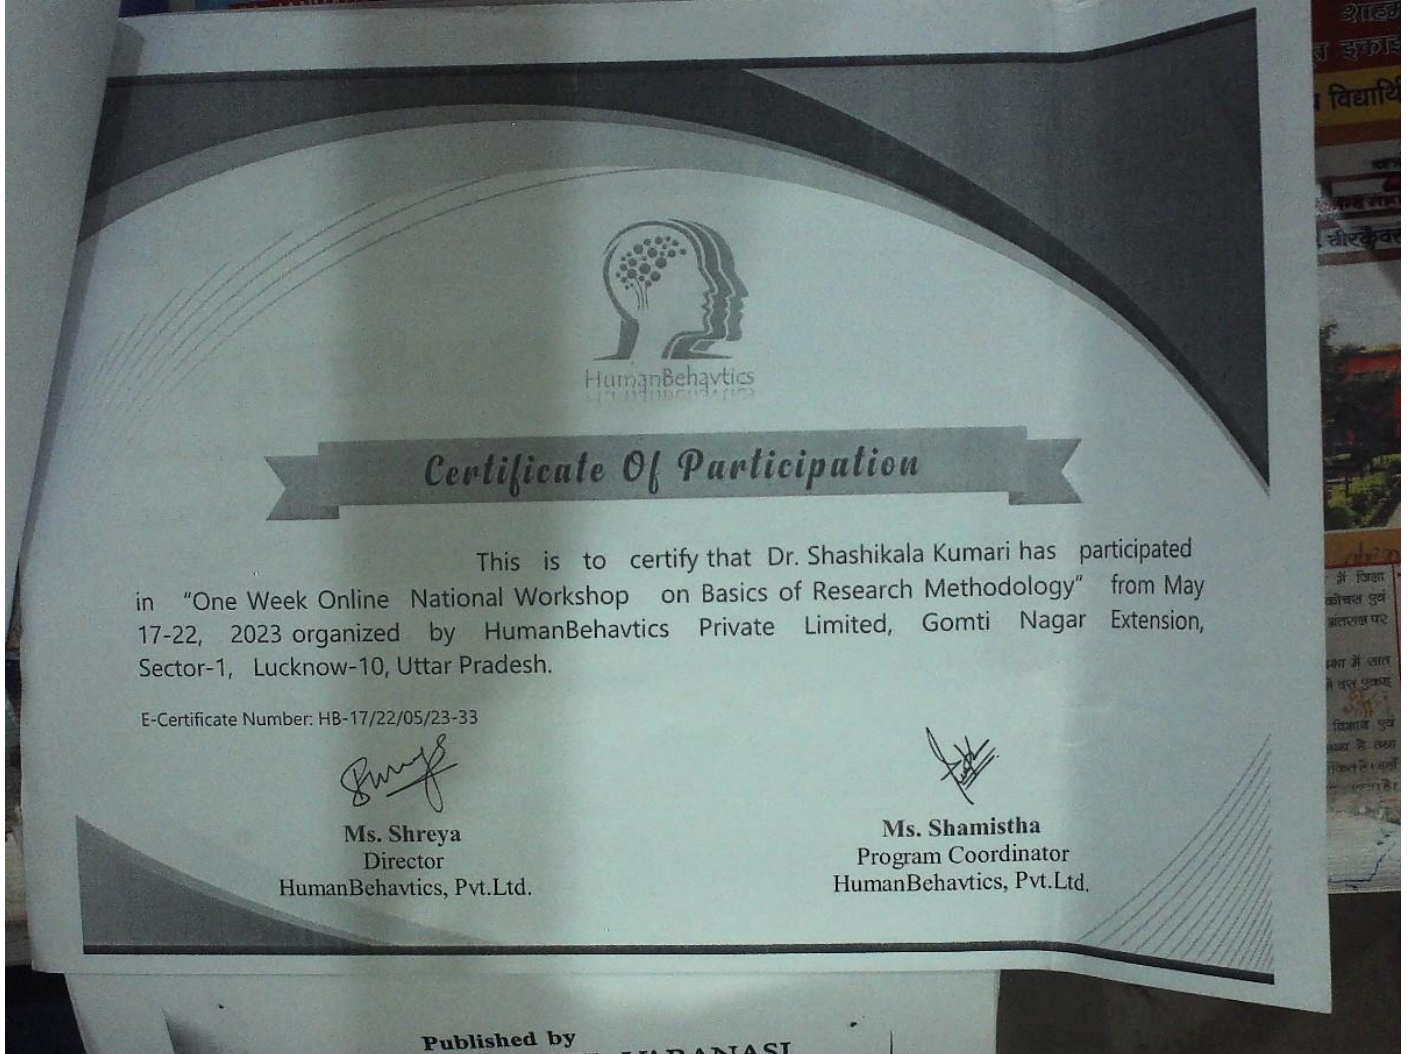 HumanBehavtics
Certificate Of Participation
This is to certify that Dr. Shashikala Kumari has participated
in “One Week Online National Workshop on Basics of Research Methodology” from May
17-22, 2023 organized by HumanBehavtics Private Limited, Gomti Nagar Extension,
Sector-1, Lucknow-10, Uttar Pradesh.
E-Certificate Number: HB-17/22/05/23-33
Ms. Shreya
Director
HumanBehavtics, Pvt.Ltd.
Ms. Shamistha
Program Coordinator
HumanBehavtics, Pvt.Ltd.
Published by
VARANASI
विद्यार्थि
में जिला
कोचस एवं